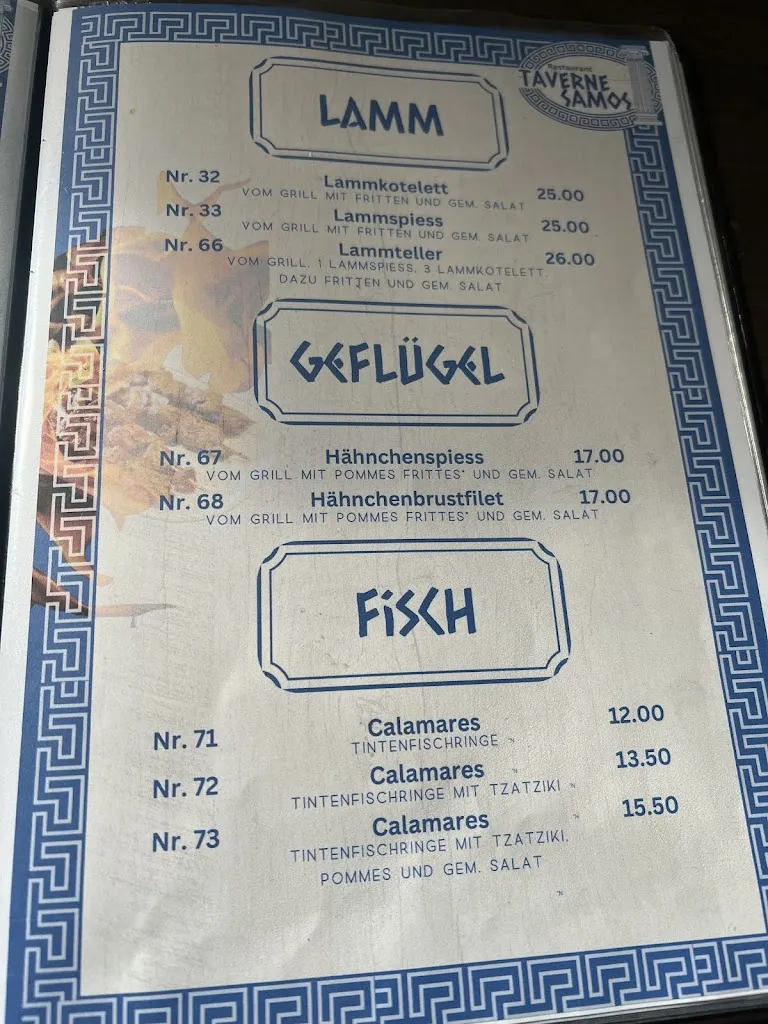 Restaurant
TAVERNE
SAMOS
LAMM
Nr. 32 Lammkotelett 25.00
VOM GRILL MIT FRITTEN UND GEM. SALAT
Nr. 33 Lammspiess 25.00
VOM GRILL MIT FRITTEN UND GEM. SALAT
Nr. 66 Lammteller 26.00
VOM GRILL, 1 LAMMSPIESS, 3 LAMMKOTELETT,
DAZU FRITTEN UND GEM. SALAT
GEFLÜGEL
Nr. 67 Hähnchenspiess 17.00
VOM GRILL MIT POMMES FRITTES* UND GEM. SALAT
Nr. 68 Hähnchenbrustfilet 17.00
VOM GRILL MIT POMMES FRITTES* UND GEM. SALAT
FiSCH
Nr. 71 Calamares 12.00
TINTENFISCHRINGE
Nr. 72 Calamares 13.50
TINTENFISCHRINGE MIT TZATZIKI
Nr. 73 Calamares 15.50
TINTENFISCHRINGE MIT TZATZIKI,
POMMES UND GEM. SALAT